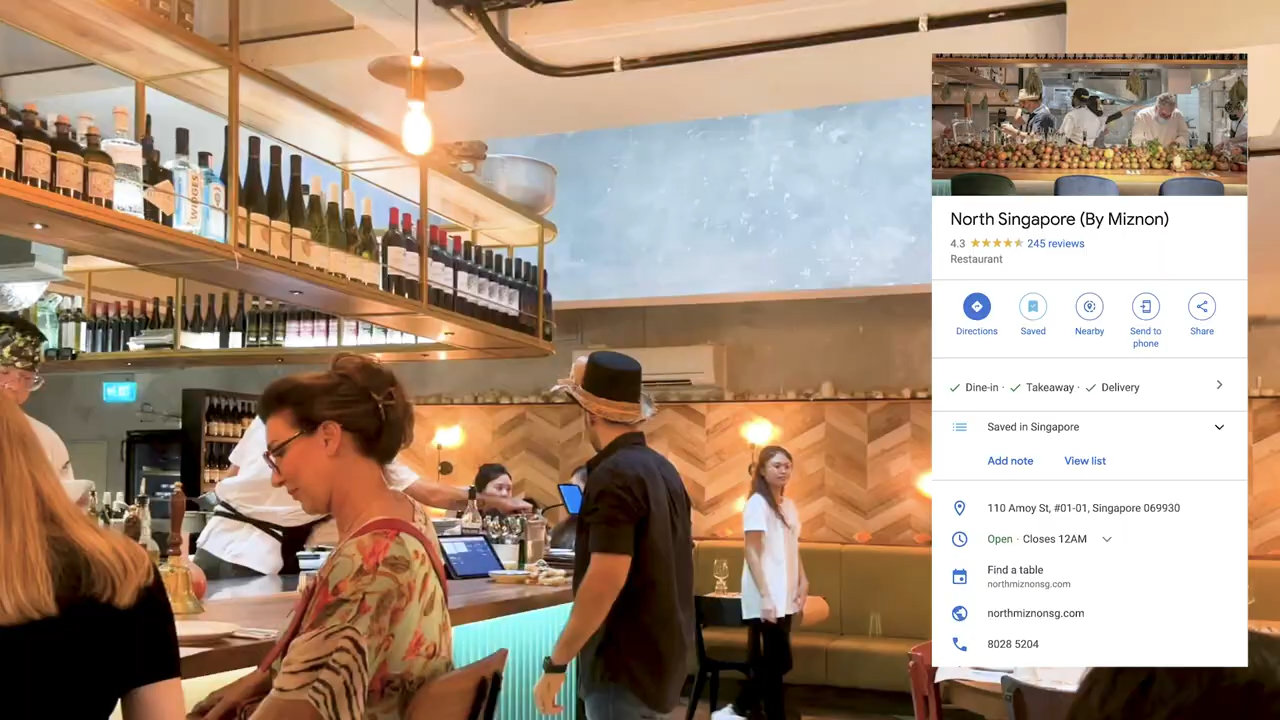 North Singapore (By Miznon)
4.3 245 reviews
Restaurant
Directions
Saved
Nearby
Send to phone
Share
Dine-in · Takeaway · Delivery
Saved in Singapore
Add note View list
110 Amoy St, #01-01, Singapore 069930
Open · Closes 12AM
Find a table
northmiznonsg.com
northmiznonsg.com
8028 5204